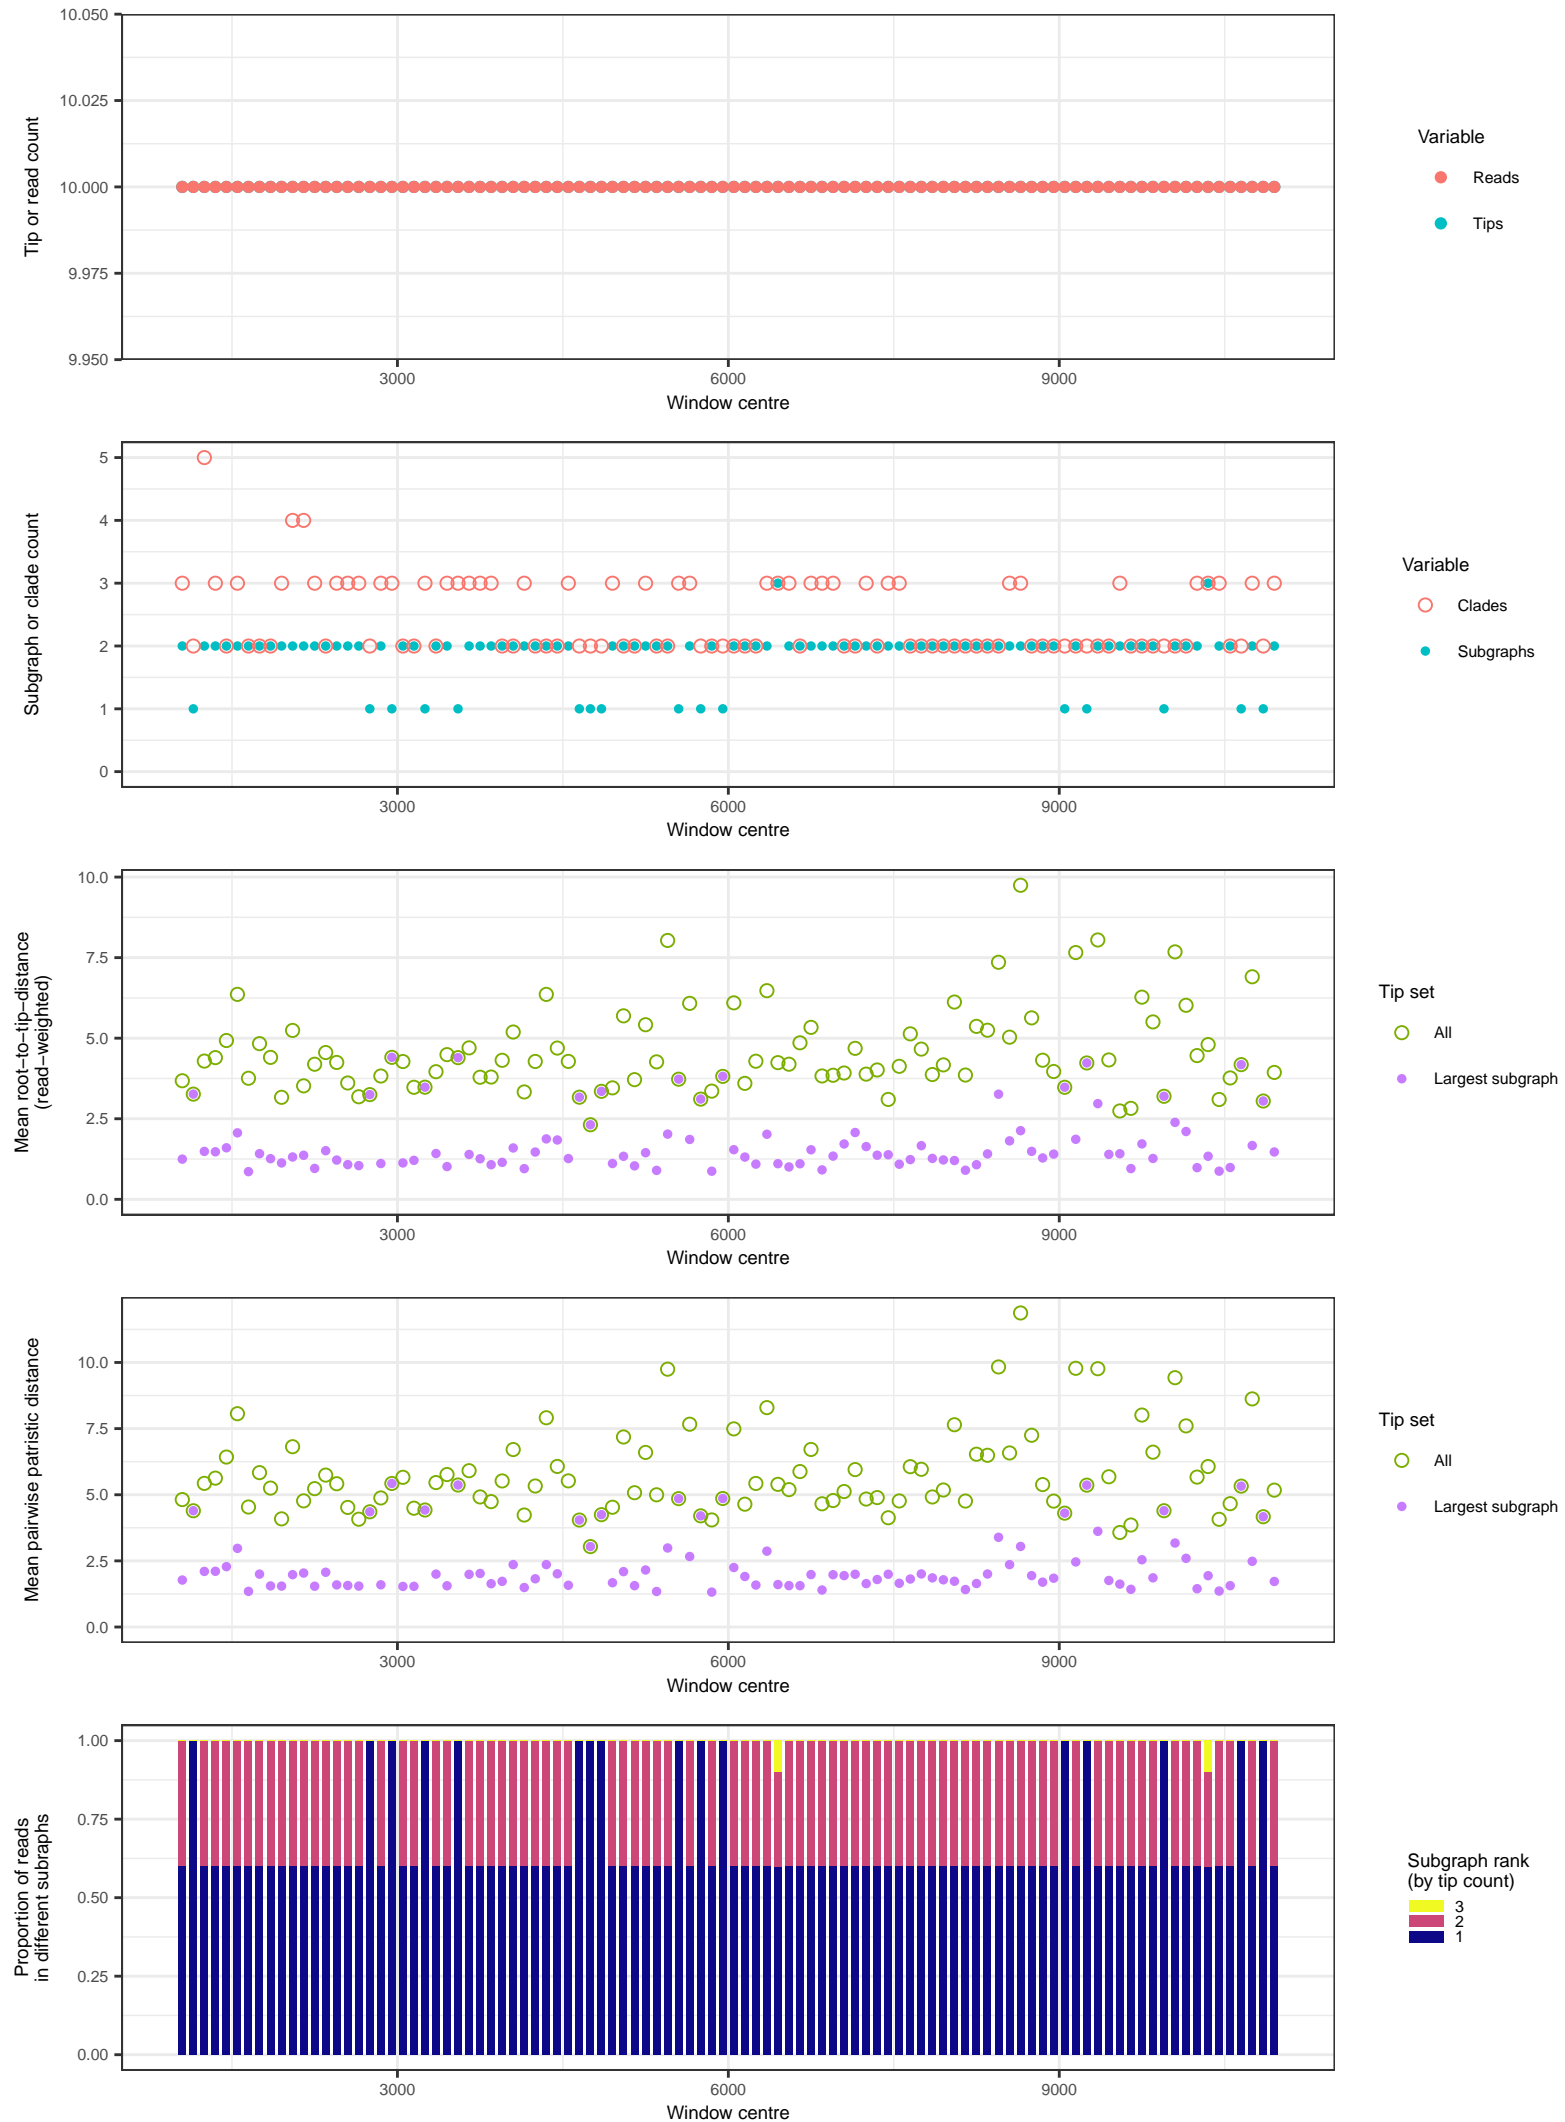 10.050
10.025
10.000
9.975
9.950
Tip or read count
3000
6000
9000
Window centre
Variable
Reads
Tips
5
4
3
2
1
0
Subgraph or clade count
3000
6000
9000
Window centre
Variable
Clades
Subgraphs
10.0
7.5
5.0
2.5
0.0
Mean root−to−tip−distance
(read−weighted)
3000
6000
9000
Window centre
Tip set
All
Largest subgraph
10.0
7.5
5.0
2.5
0.0
Mean pairwise patristic distance
3000
6000
9000
Window centre
Tip set
All
Largest subgraph
1.00
0.75
0.50
0.25
0.00
Proportion of reads
in different subraphs
3000
6000
9000
Window centre
Subgraph rank
(by tip count)
3
2
1